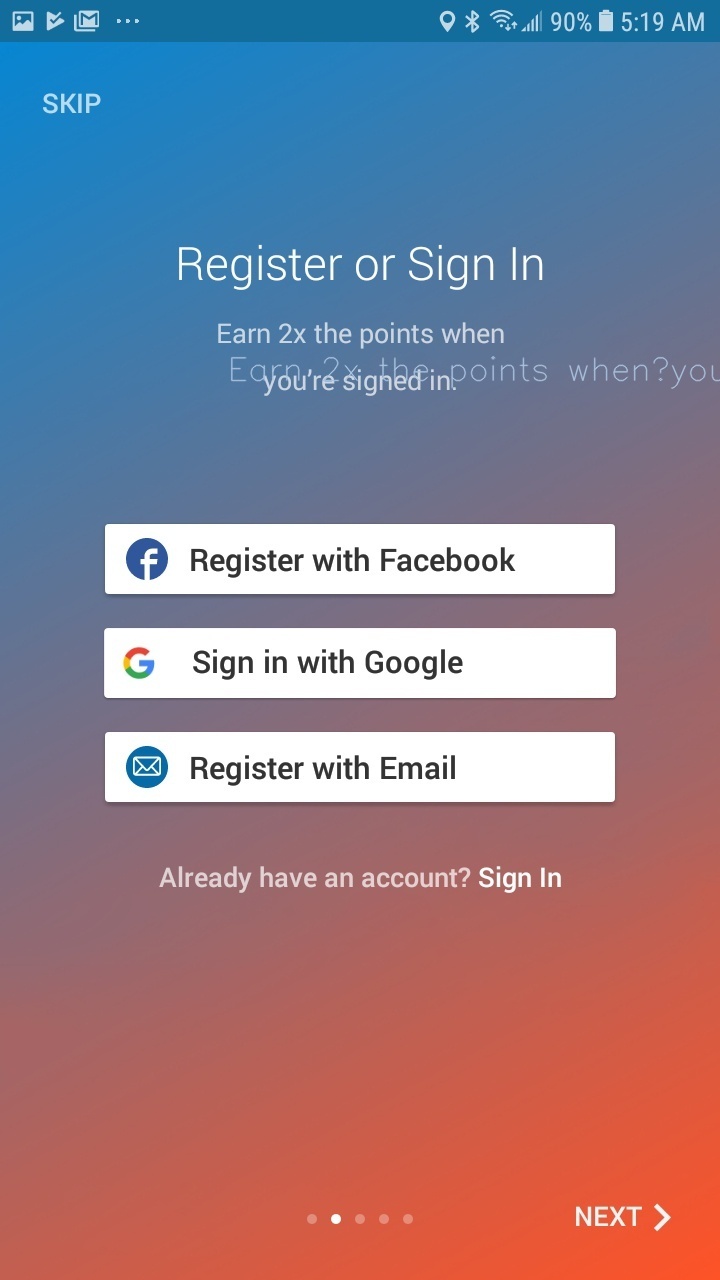 90% 5:19 AM
SKIP
Register or Sign In
Earn 2x the points when
Earn 2x the points when?you
you're signed in.
Register with Facebook
Sign in with Google
Register with Email
Already have an account? Sign In
NEXT